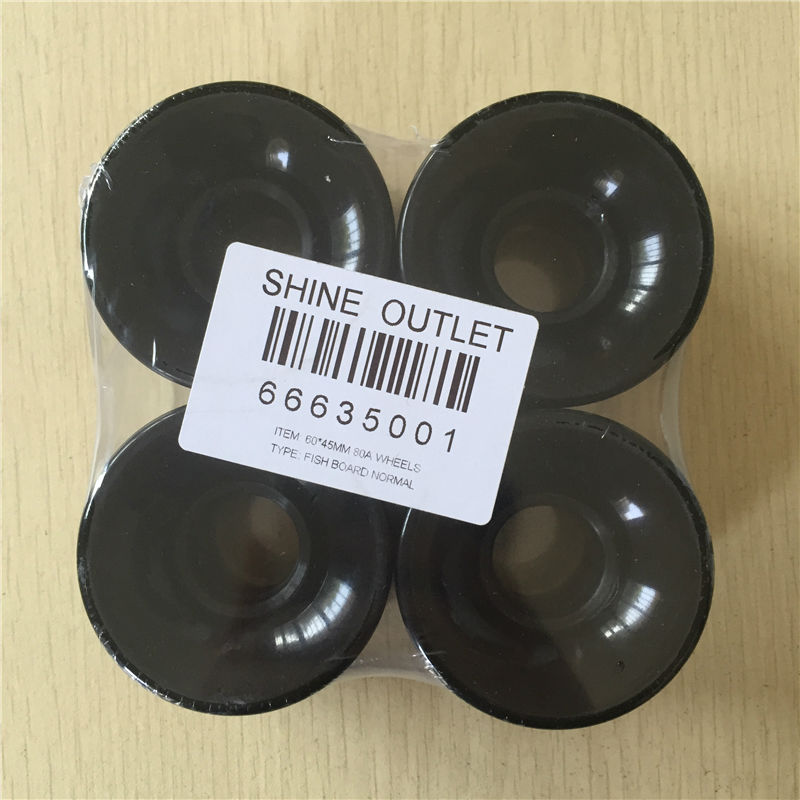 SHINE OUTLET
66635001
ITEM 60*45MM 80A WHEELS
TYPE: FISH BOARD NORMAL